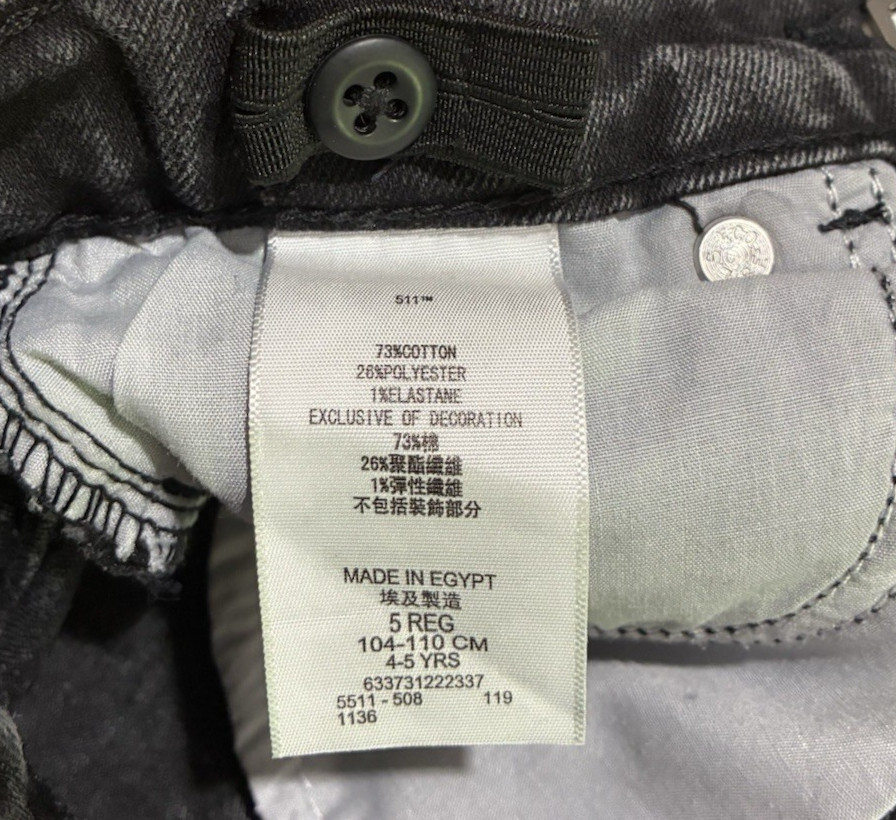 511™
73%COTTON
26%POLYESTER
1%ELASTANE
EXCLUSIVE OF DECORATION
73%棉
26%聚酯纖維
1%彈性纖維
不包括裝飾部分
MADE IN EGYPT
埃及製造
5 REG
104-110 CM
4-5 YRS
633731222337
5511 - 508 119
1136